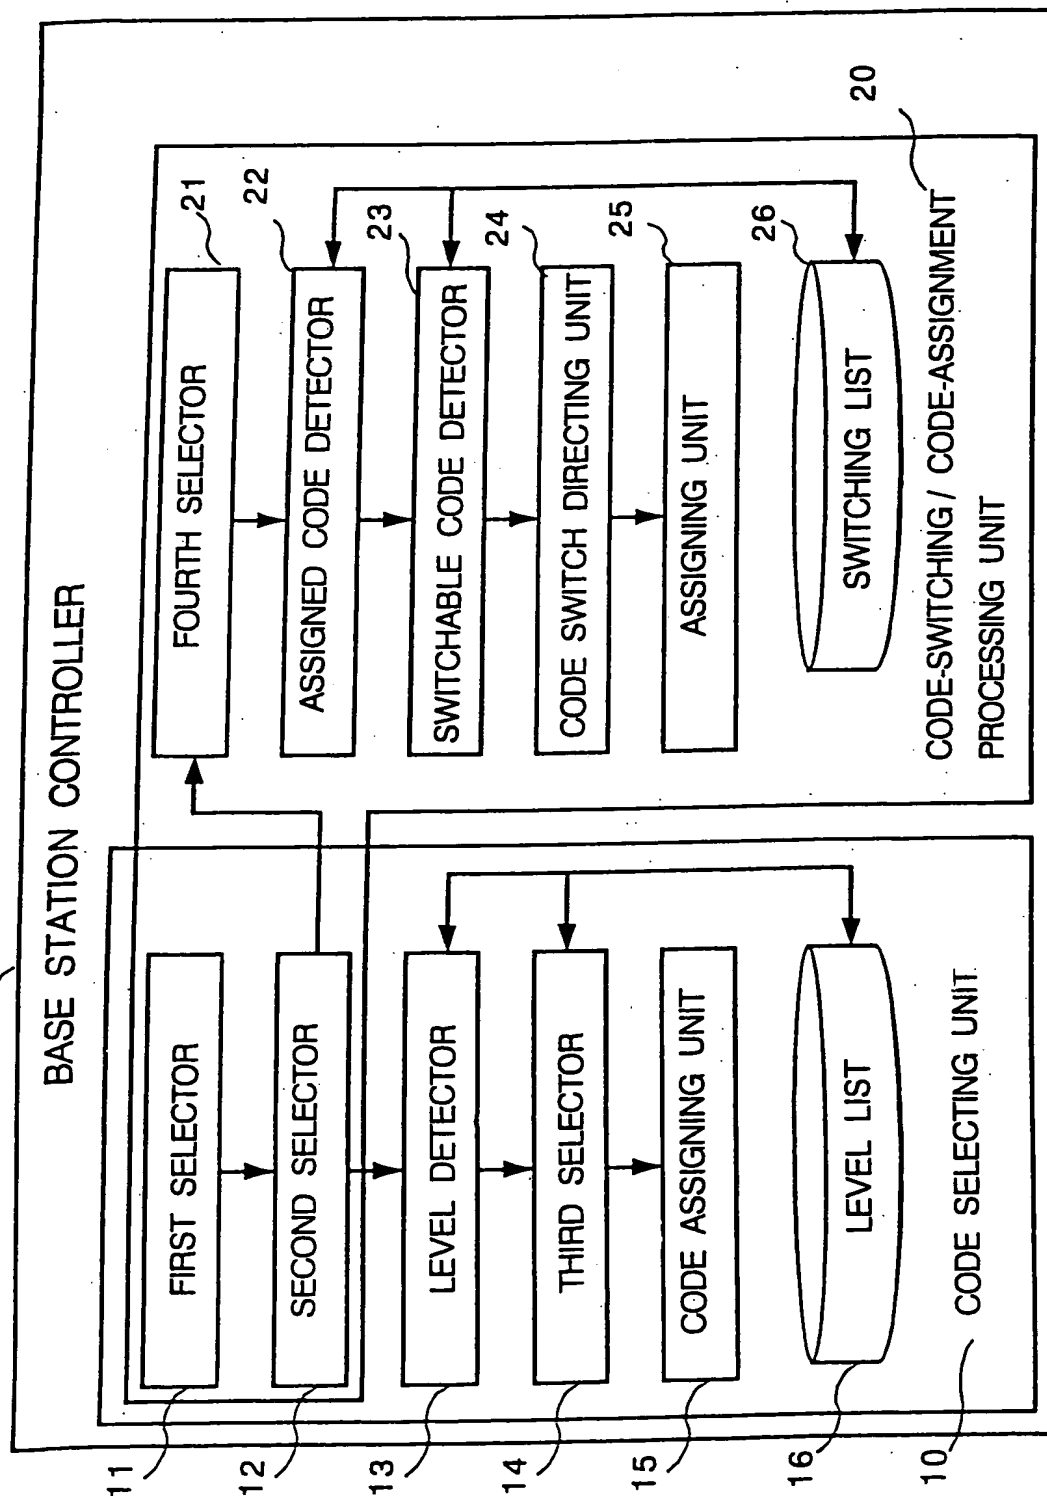 BASE STATION CONTROLLER
11
FIRST SELECTOR
12
SECOND SELECTOR
13
LEVEL DETECTOR
14
THIRD SELECTOR
15
CODE ASSIGNING UNIT
16
LEVEL LIST
10
CODE SELECTING UNIT
21
FOURTH SELECTOR
22
ASSIGNED CODE DETECTOR
23
SWITCHABLE CODE DETECTOR
24
CODE SWITCH DIRECTING UNIT
25
ASSIGNING UNIT
26
SWITCHING LIST
20
CODE-SWITCHING / CODE-ASSIGNMENT
PROCESSING UNIT